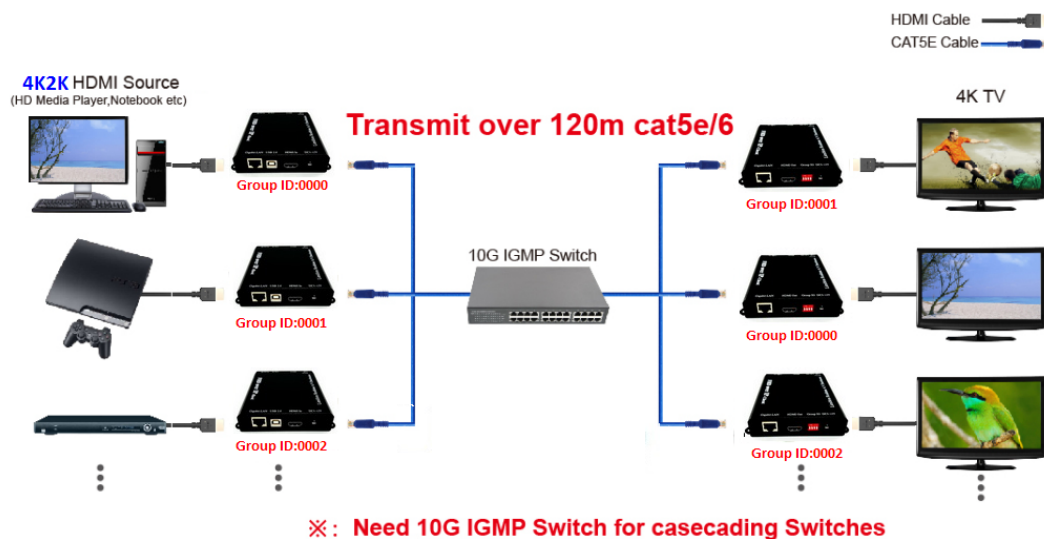 HDMI Cable
CAT5E Cable
4K2K HDMI Source
(HD Media Player,Notebook etc)
4K TV
Transmit over 120m cat5e/6
Group ID:0000
Group ID:0001
10G IGMP Switch
Group ID:0001
Group ID:0000
Group ID:0002
Group ID:0002
※: Need 10G IGMP Switch for casecading Switches